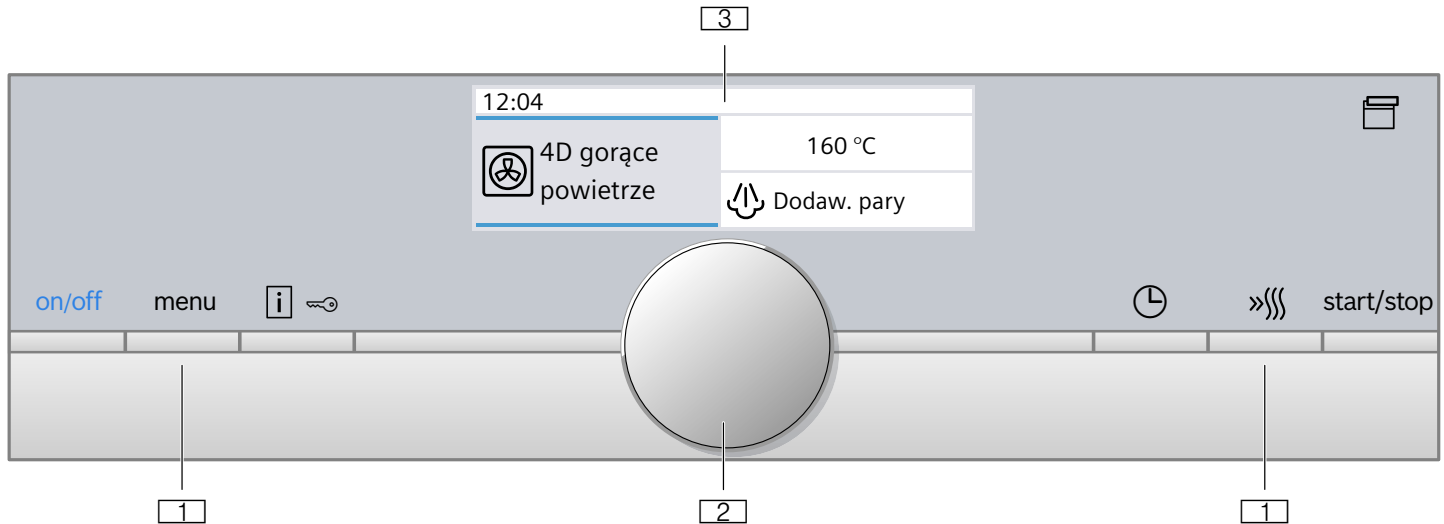 3
12:04
4D gorące
powietrze
160 °C
Dodaw. pary
on/off menu i start/stop
1 2 1